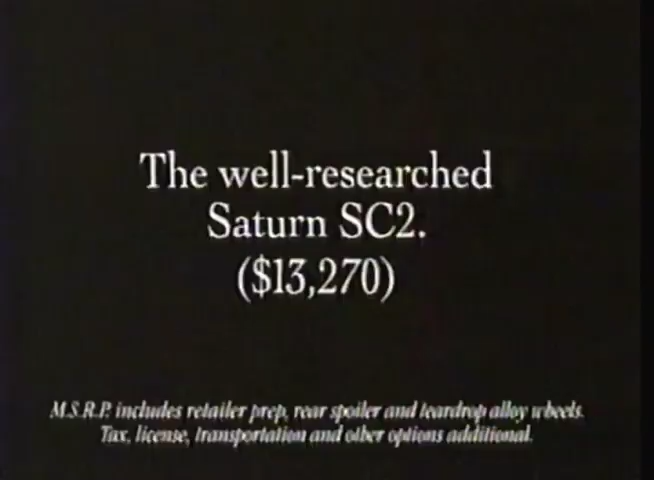 The well-researched
Saturn SC2.
($13,270)
M.S.R.P. includes retailer prep, rear spoiler and teardrop alloy wheels.
Tax, license, transportation and other options additional.